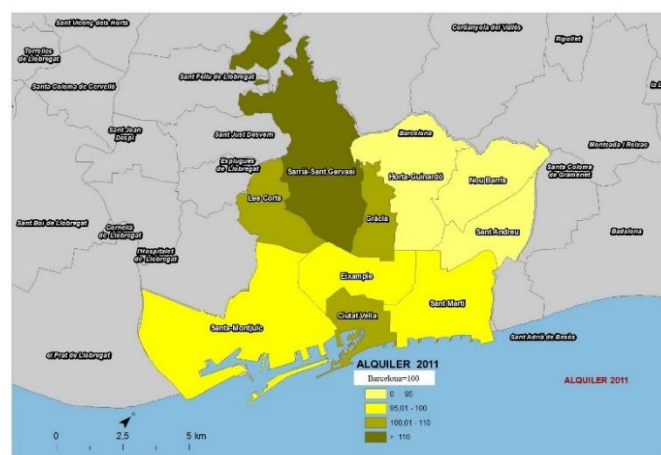 Sant Vicenç dels Horts
Cerdanyola del Vallès
Ripollet
Torrelles
de Llobregat
Sant Feliu de Llobregat
Santa Coloma de Cervelló
Sant Joan
Despí
Sant Just Desvern
Barcelona
Montcada i Reixac
Esplugues
de Llobregat
Santa Coloma
de Gramenet
Sarrià-Sant Gervasi
Horta-Guinardó
Nou Barris
Les Corts
Gràcia
Sant Andreu
Badalona
Sant Boi de Llobregat
Cornellà
de Llobregat
l'Hospitalet
de Llobregat
Eixample
Sant Martí
Ciutat Vella
Sants-Montjuïc
Sant Adrià de Besòs
el Prat de Llobregat
ALQUILER 2011
Barcelona=100
ALQUILER 2011
0 95
95,01 - 100
100,01 - 110
> 110
0 2,5 5 km